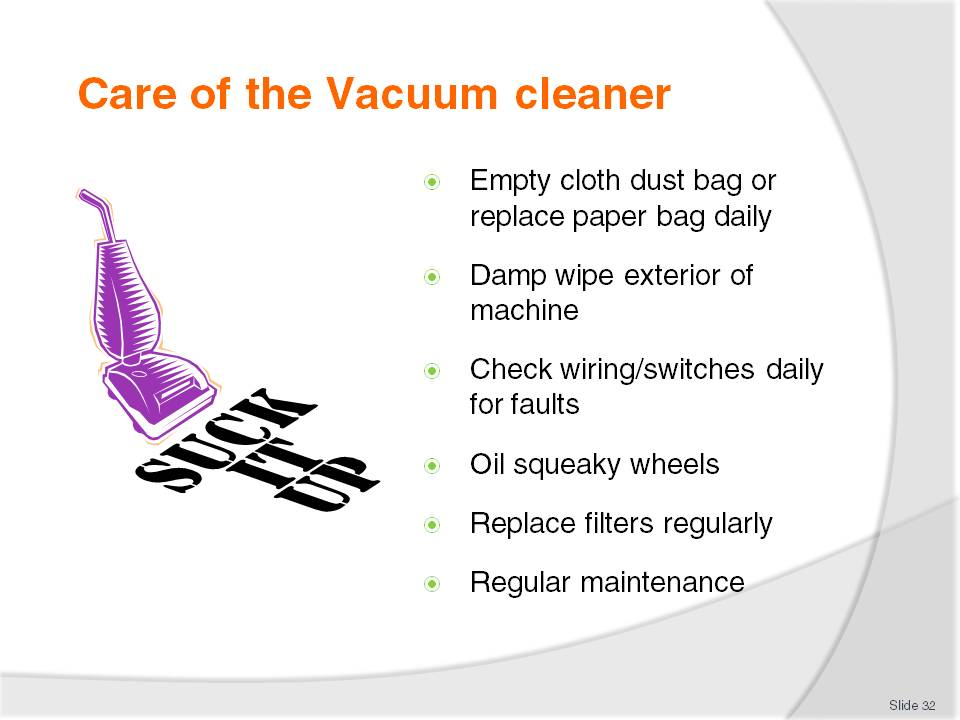 Care of the Vacuum cleaner
Empty cloth dust bag or
replace paper bag daily
Damp wipe exterior of
machine
Check wiring/switches daily
for faults
Oil squeaky wheels
Replace filters regularly
Regular maintenance
SUCK
IT
UP
Slide 32